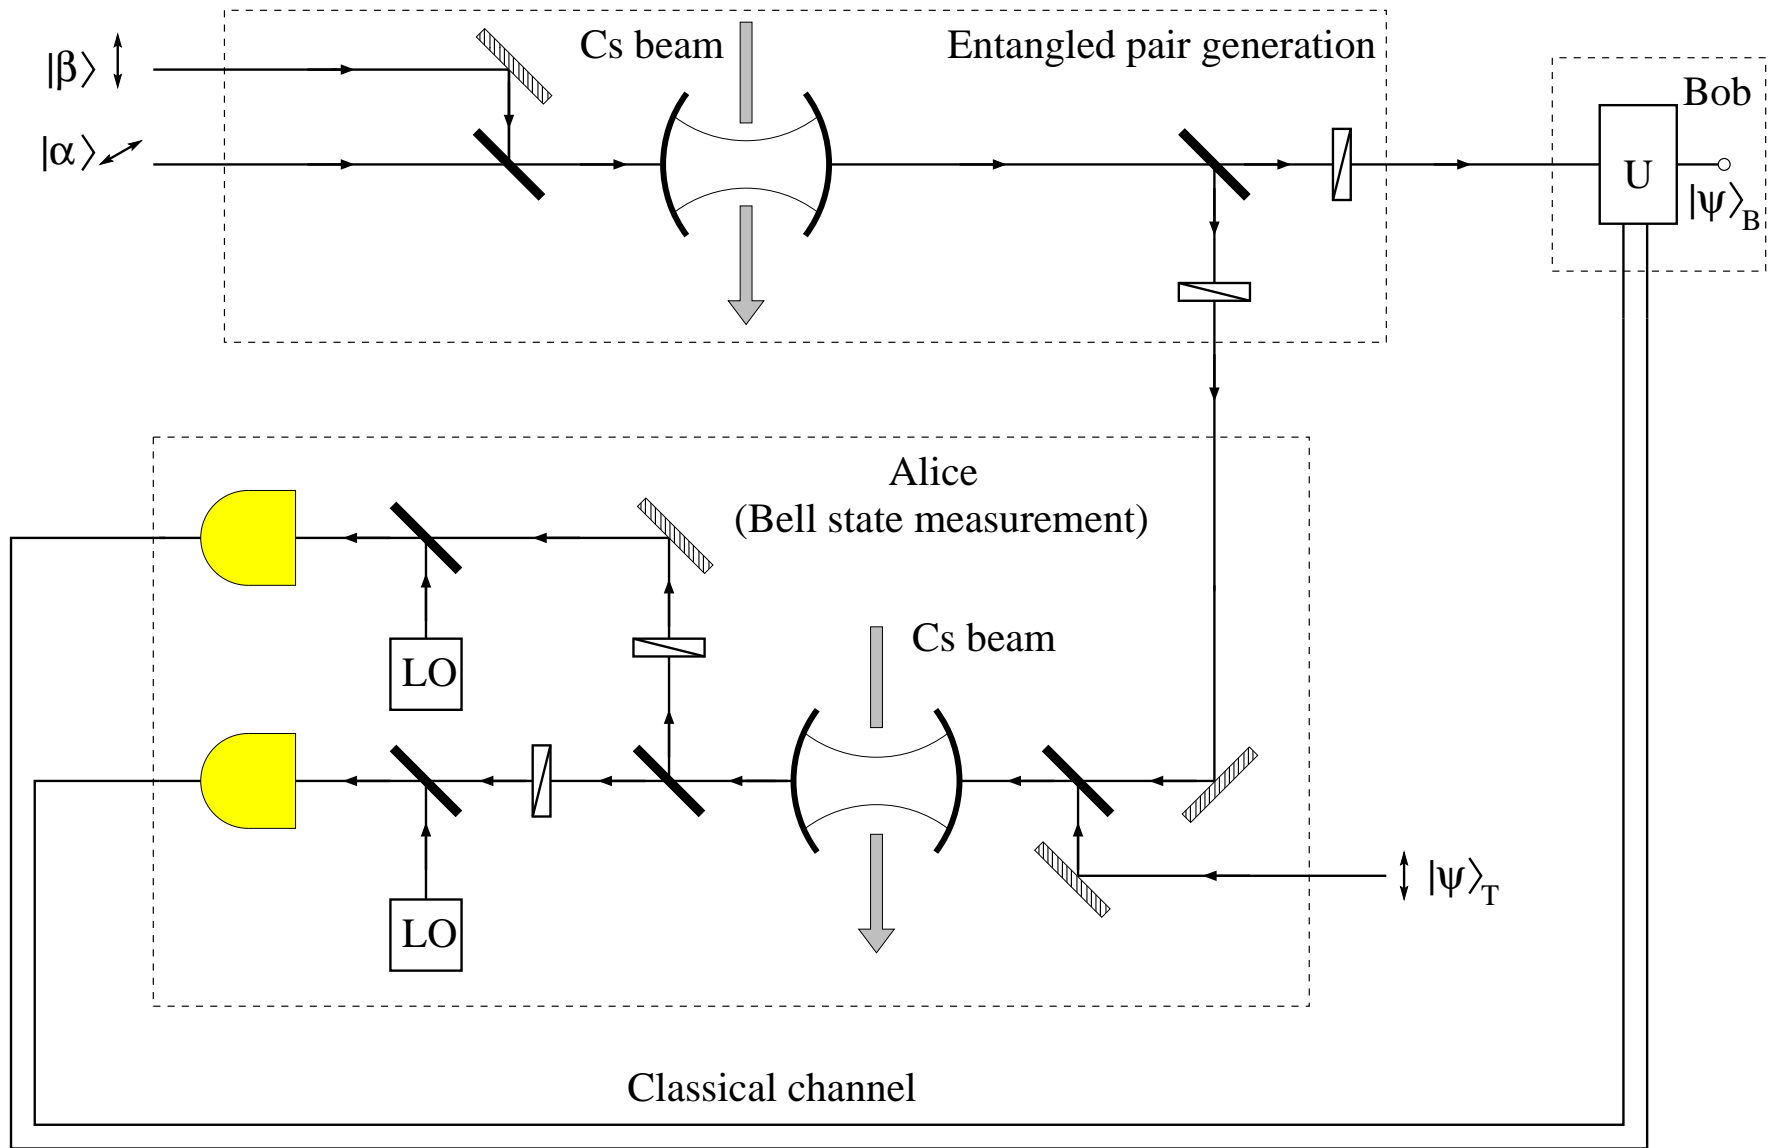 |β⟩
Cs beam
Entangled pair generation
Bob
|α⟩
U
|ψ⟩B
Alice
(Bell state measurement)
LO
Cs beam
LO
|ψ⟩T
Classical channel